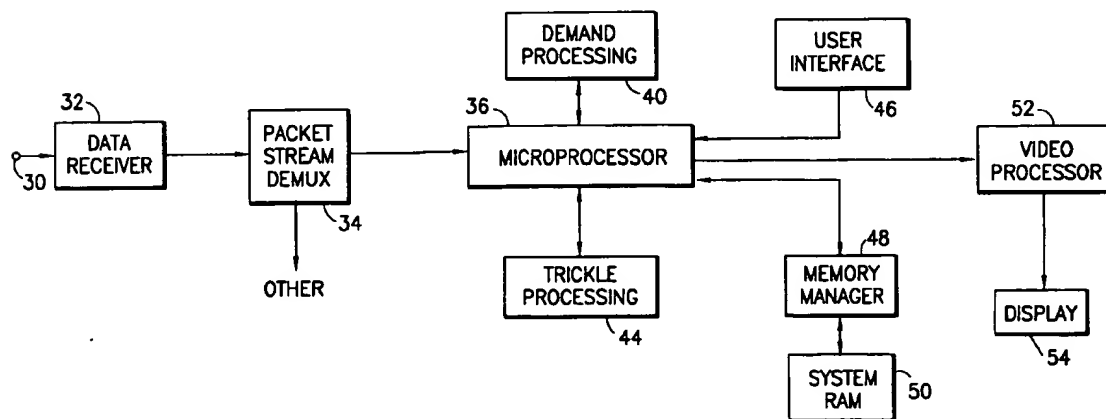 DEMAND
PROCESSING
40
USER
INTERFACE
46
32
DATA
RECEIVER
30
PACKET
STREAM
DEMUX
34
OTHER
36
MICROPROCESSOR
52
VIDEO
PROCESSOR
TRICKLE
PROCESSING
44
48
MEMORY
MANAGER
DISPLAY
54
SYSTEM
RAM
50